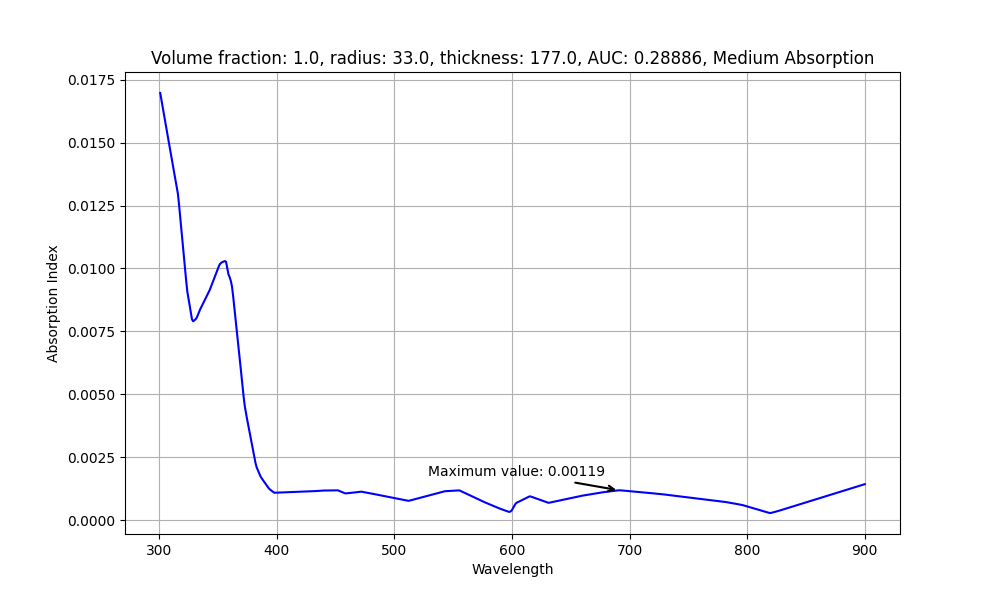 Volume fraction: 1.0, radius: 33.0, thickness: 177.0, AUC: 0.28886, Medium Absorption
Absorption Index
0.0175
0.0150
0.0125
0.0100
0.0075
0.0050
0.0025
0.0000
Maximum value: 0.00119
300 400 500 600 700 800 900
Wavelength